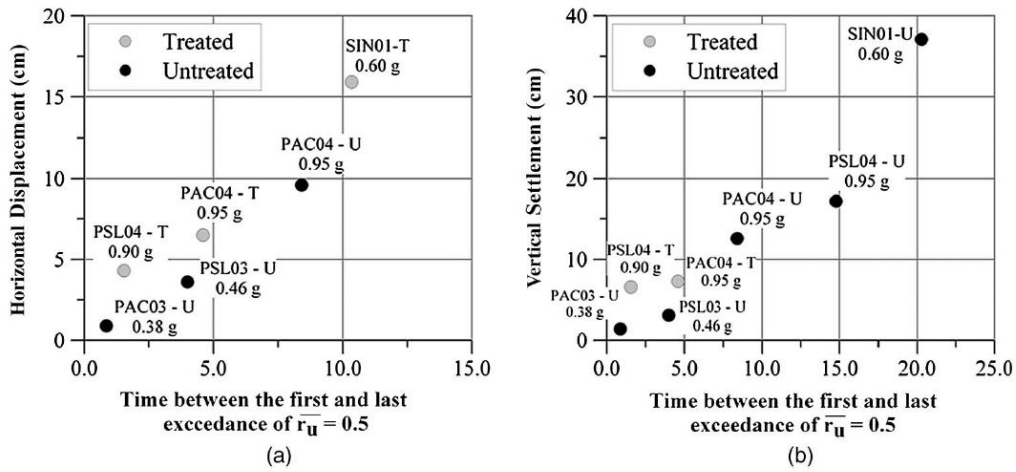 20
15
10
5
0
Horizontal Displacement (cm)
Treated
Untreated
SIN01-T
0.60 g
PAC04 - U
0.95 g
PAC04 - T
0.95 g
PSL04 - T
0.90 g
PSL03 - U
0.46 g
PAC03 - U
0.38 g
0.0
5.0
10.0
15.0
Time between the first and last
exccedance of ru = 0.5
(a)
40
30
20
10
0
Vertical Settlement (cm)
Treated
Untreated
SIN01-U
0.60 g
PSL04 - U
0.95 g
PAC04 - U
0.95 g
PSL04 - T
0.90 g
PAC04 - T
0.95 g
PAC03 - U
0.38 g
PSL03 - U
0.46 g
0.0
5.0
10.0
15.0
20.0
25.0
Time between the first and last
exceedance of ru = 0.5
(b)